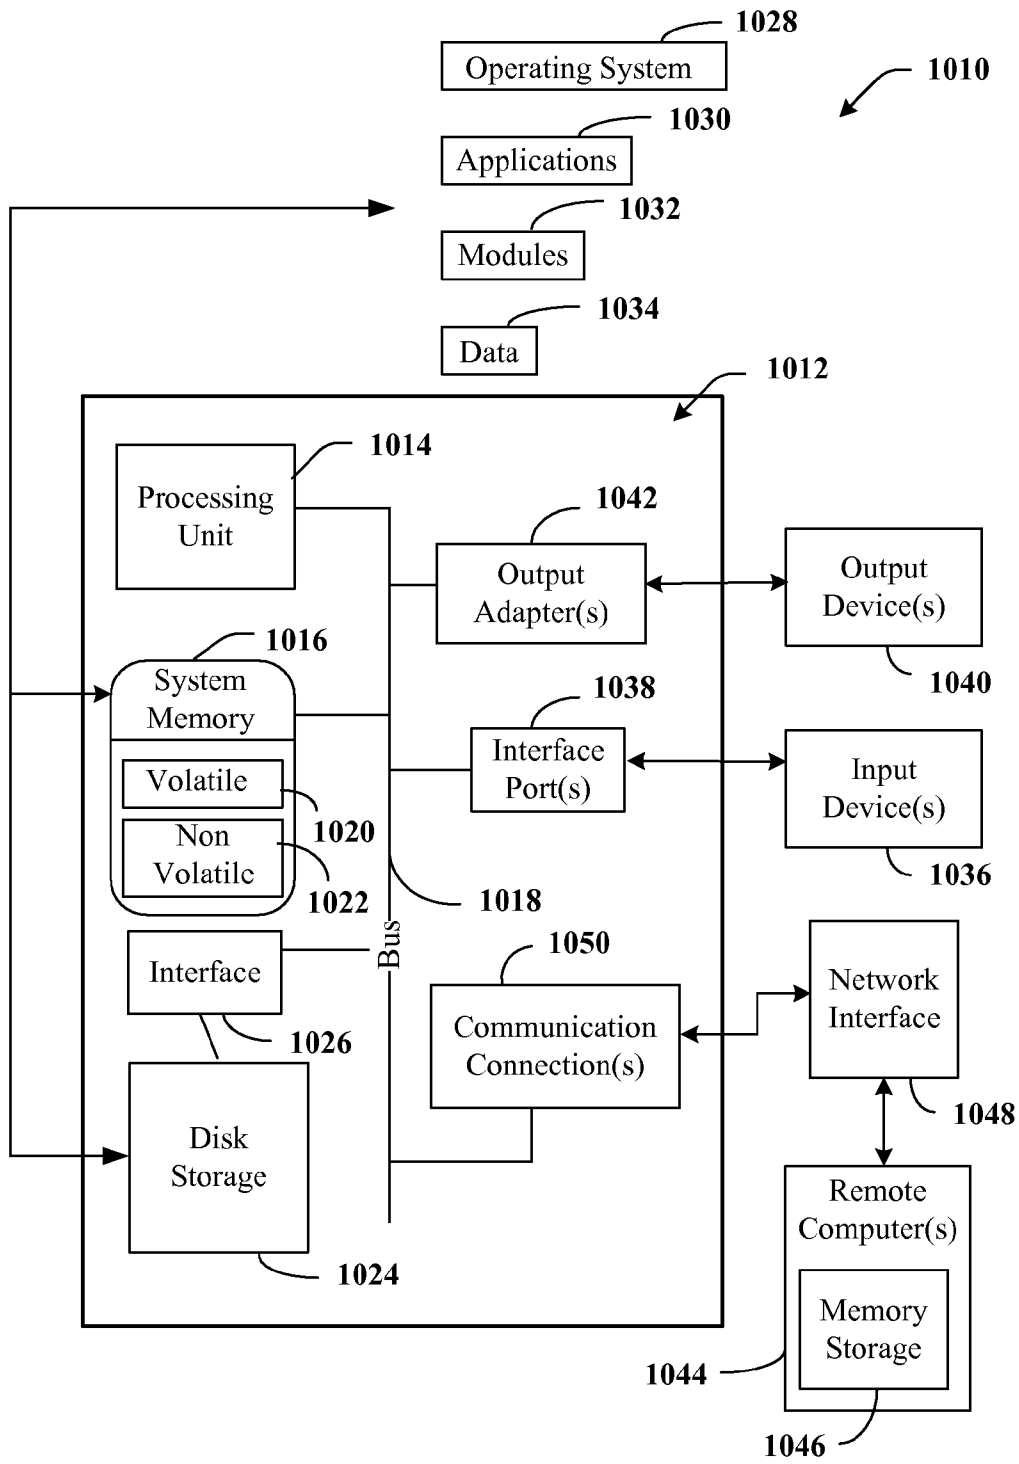 1028
Operating System
1010
1030
Applications
1032
Modules
1034
Data
1012
1014
Processing
Unit
1042
Output
Adapter(s)
Output
Device(s)
1040
1016
System
Memory
Volatile
1020
Non
Volatile
1022
1038
Interface
Port(s)
Input
Device(s)
1036
1018
Bus
Interface
1026
1050
Communication
Connection(s)
Network
Interface
1048
Disk
Storage
1024
Remote
Computer(s)
Memory
Storage
1044
1046